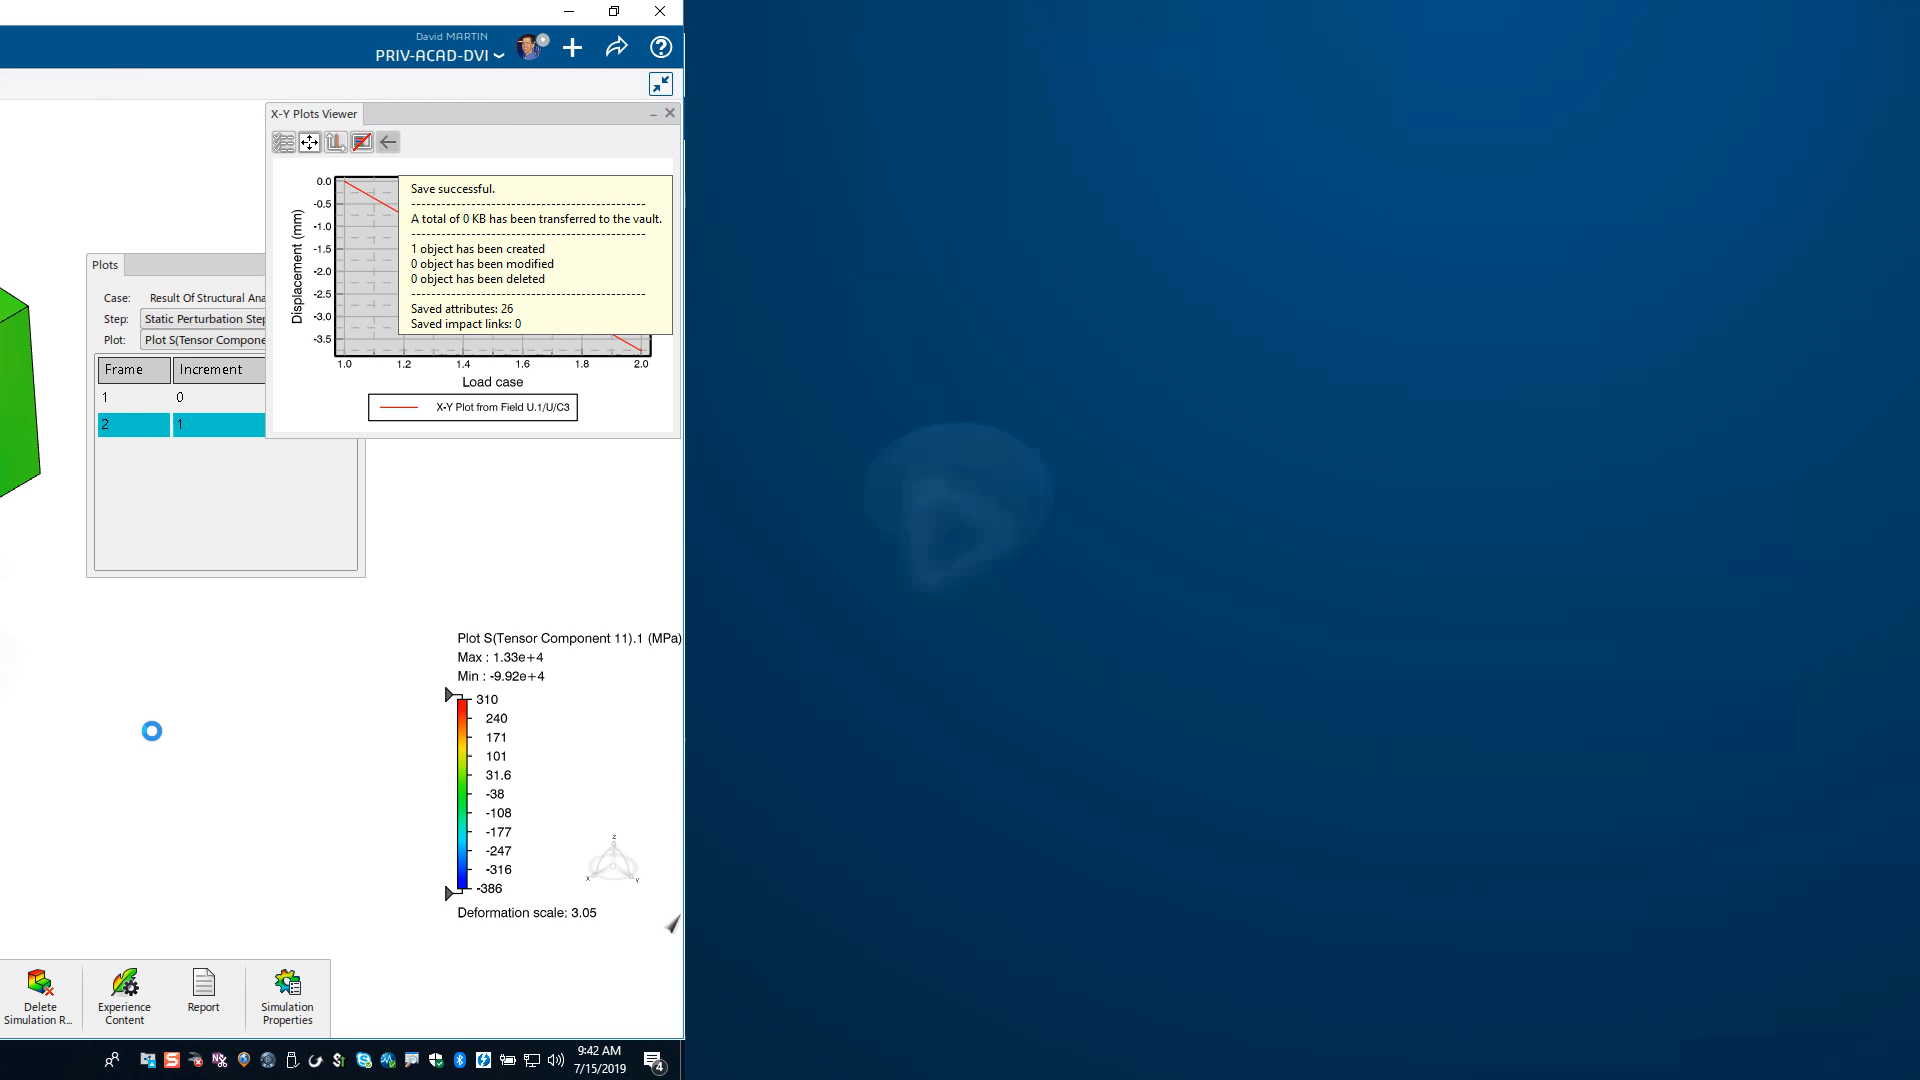 David MARTIN
PRIV-ACAD-DVI
X-Y Plots Viewer
0.0
-0.5
-1.0
-1.5
-2.0
-2.5
-3.0
-3.5
Displacement (mm)
Save successful.
A total of 0 KB has been transferred to the vault.
1 object has been created
0 object has been modified
0 object has been deleted
Saved attributes: 26
Saved impact links: 0
1.0 1.2 1.4 1.6 1.8 2.0
Load case
X-Y Plot from Field U.1/U/C3
Plots
Case: Result Of Structural Ana
Step: Static Perturbation Step
Plot: Plot S(Tensor Compone
Frame Increment
1 0
2 1
Plot S(Tensor Component 11).1 (MPa)
Max : 1.33e+4
Min : -9.92e+4
310
240
171
101
31.6
-38
-108
-177
-247
-316
-386
Deformation scale: 3.05
Z
X
Y
Delete
Simulation R...
Experience
Content
Report
Simulation
Properties
9:42 AM
7/15/2019
4